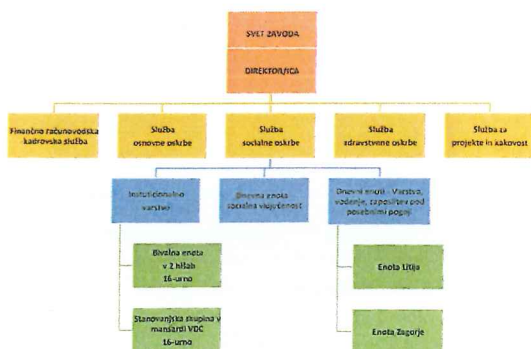 SVET ZAVODA
DIREKTOR/ICA
Finančno računovodska
kadrovska služba
Služba
osnovne oskrbe
Služba
socialne oskrbe
Služba
zdravstvene oskrbe
Služba za
projekte in kakovost
Institucionalno
varstvo
Dnevna enota
socialna vključenost
Dnevni enoti - Varstvo,
vodenje, zaposlitev pod
posebnimi pogoji
Bivalna enota
v 2 hišah
16-urno
Stanovanjska skupina v
mansardi VDC
16-urno
Enota Litija
Enota Zagorje